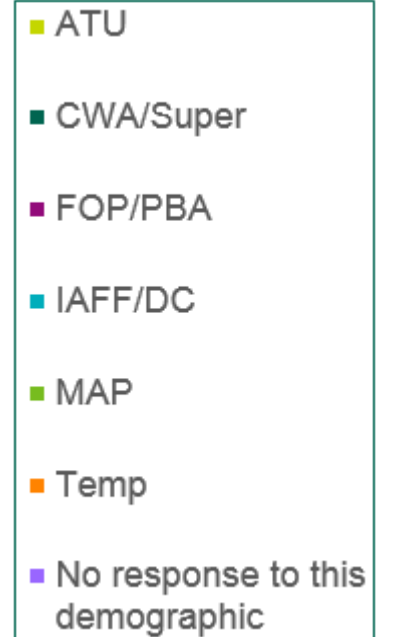 ATU
CWA/Super
FOP/PBA
IAFF/DC
MAP
Temp
No response to this
demographic